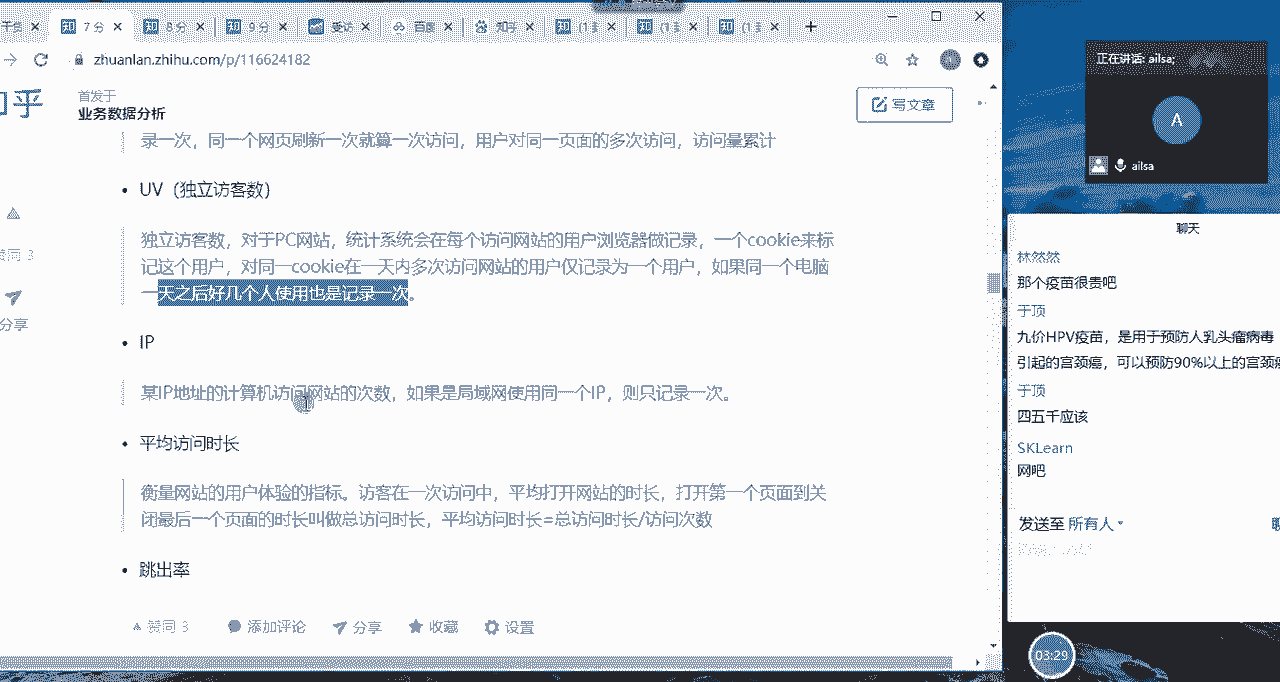 7 分
8 分
9 分
百度
知乎
(1 封
(1 封
(1 封
zhuanlan.zhihu.com/p/116624182
知乎
首发于
业务数据分析
写文章
录一次，同一个网页刷新一次就算一次访问，用户对同一页面的多次访问，访问量累计
• UV（独立访客数）
独立访客数，对于PC网站，统计系统会在每个访问网站的用户浏览器做记录，一个cookie来标
记这个用户，对同一cookie在一天内多次访问网站的用户仅记录为一个用户，如果同一个电脑
一天之后好几个人使用也是记录一次。
• IP
某IP地址的计算机访问网站的次数，如果是局域网使用同一个IP，则只记录一次。
• 平均访问时长
衡量网站的用户体验的指标。访客在一次访问中，平均打开网站的时长，打开第一个页面到关
闭最后一个页面的时长叫做总访问时长，平均访问时长=总访问时长/访问次数
• 跳出率
赞同 3
分享
赞同 3
添加评论
分享
收藏
设置
正在讲话: ailsa;
A
ailsa
聊天
林然然
那个疫苗很贵吧
于顶
九价HPV疫苗，是用于预防人乳头瘤病毒
引起的宫颈癌，可以预防90%以上的宫颈癌
于顶
四五千应该
SKLearn
网吧
发送至 所有人
03:29